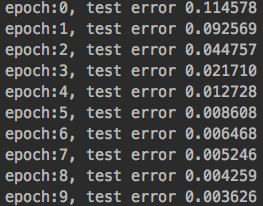 epoch:0, test error 0.114578
epoch:1, test error 0.092569
epoch:2, test error 0.044757
epoch:3, test error 0.021710
epoch:4, test error 0.012728
epoch:5, test error 0.008608
epoch:6, test error 0.006468
epoch:7, test error 0.005246
epoch:8, test error 0.004259
epoch:9, test error 0.003626